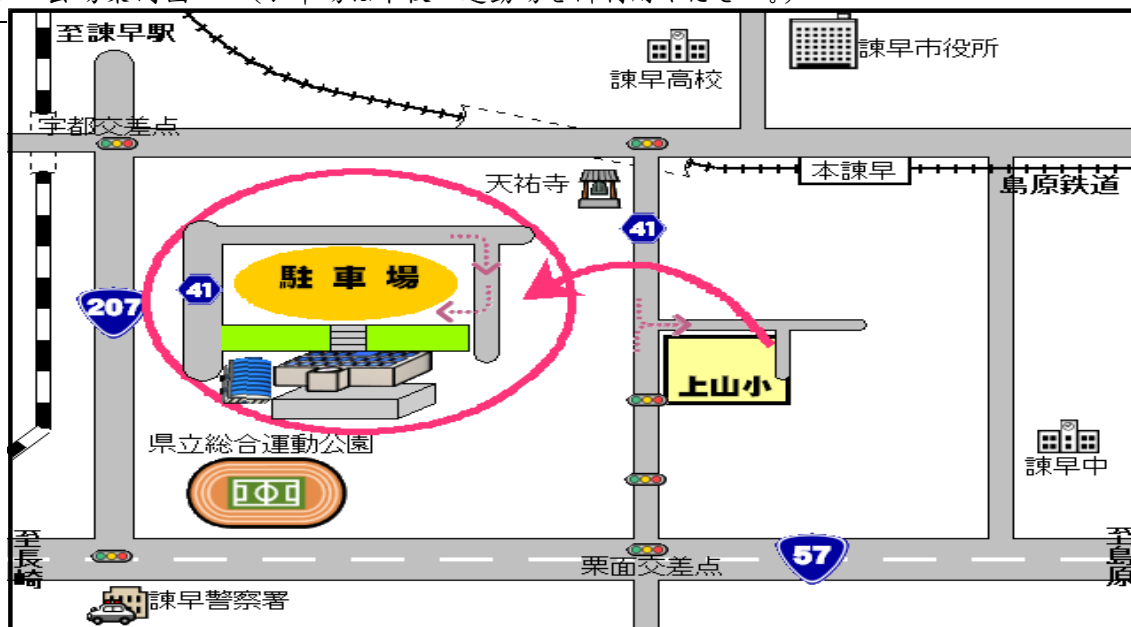 至諫早駅
諫早高校
諫早市役所
宇都交差点
天祐寺
本諫早
島原鉄道
41
駐車場
41
207
上山小
県立総合運動公園
諫早中
至長崎
栗面交差点
57
至島原
諫早警察署